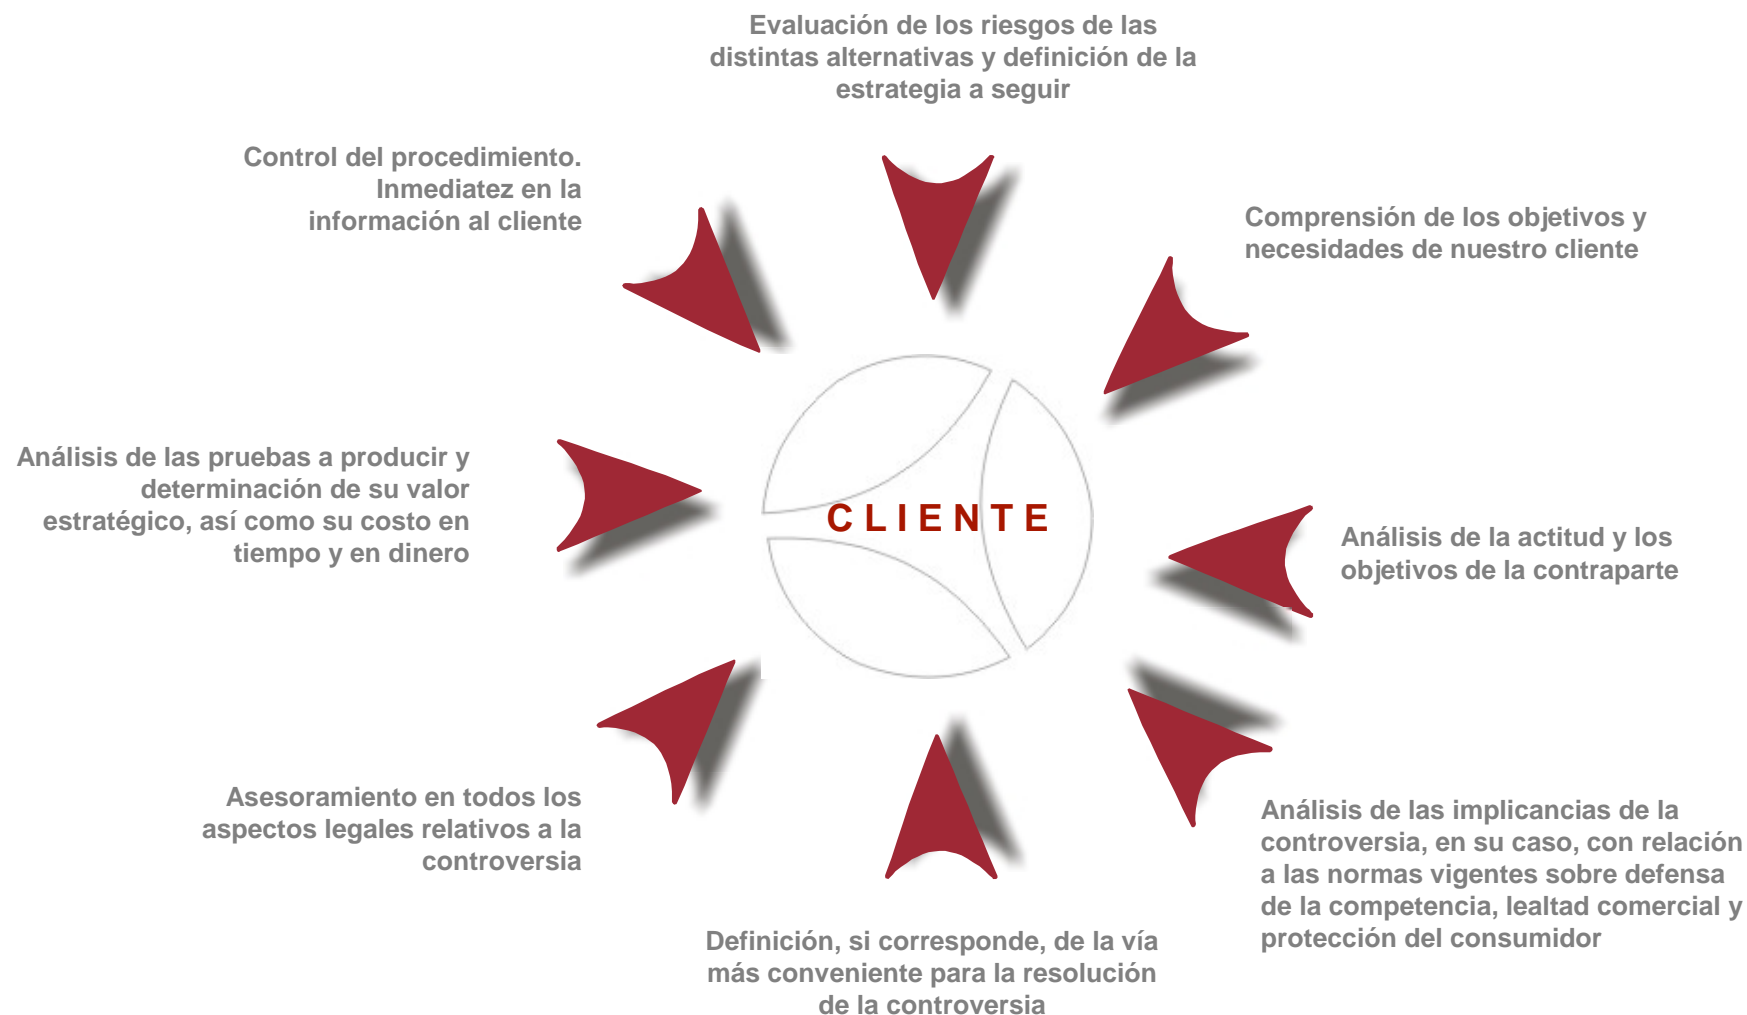 Evaluación de los riesgos de las
distintas alternativas y definición de la
estrategia a seguir
Control del procedimiento.
Inmediatez en la
información al cliente
Comprensión de los objetivos y
necesidades de nuestro cliente
Análisis de las pruebas a producir y
determinación de su valor
estratégico, así como su costo en
tiempo y en dinero
CLIENTE
Análisis de la actitud y los
objetivos de la contraparte
Asesoramiento en todos los
aspectos legales relativos a la
controversia
Análisis de las implicancias de la
controversia, en su caso, con relación
a las normas vigentes sobre defensa
de la competencia, lealtad comercial y
protección del consumidor
Definición, si corresponde, de la vía
más conveniente para la resolución
de la controversia